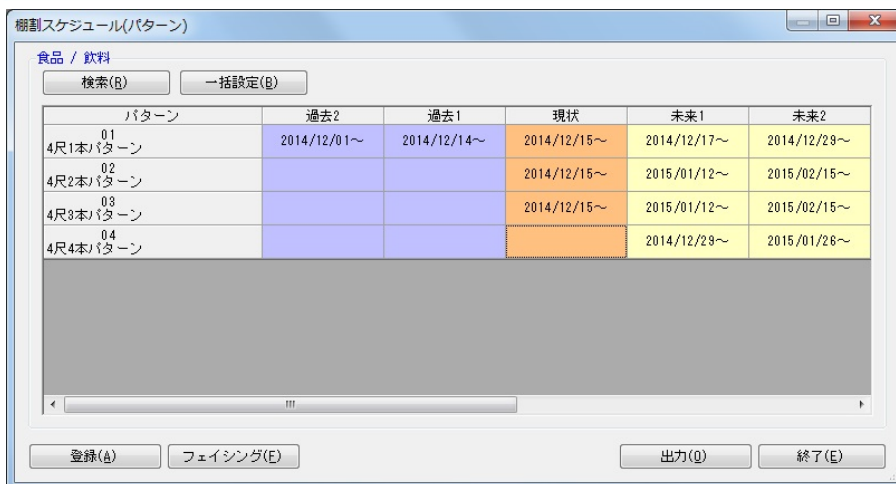 棚割スケジュール(パターン)
食品 / 飲料
検索(R) 一括設定(B)
パターン 過去2 過去1 現状 未来1 未来2
01
4尺1本パターン 2014/12/01～ 2014/12/14～ 2014/12/15～ 2014/12/17～ 2014/12/29～
02
4尺2本パターン 2014/12/15～ 2015/01/12～ 2015/02/15～
03
4尺3本パターン 2014/12/15～ 2015/01/12～ 2015/02/15～
04
4尺4本パターン 2014/12/29～ 2015/01/26～
登録(A) フェイシング(F) 出力(O) 終了(E)